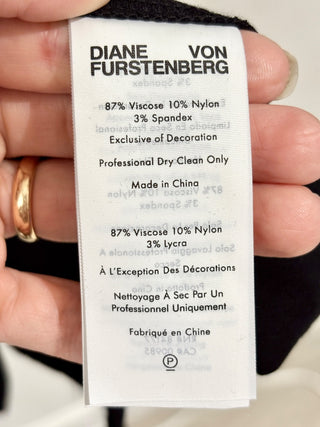 DIANE VON
FURSTENBERG
87% Viscose 10% Nylon
3% Spandex
Exclusive of Decoration
Professional Dry Clean Only
Made in China
87% Viscose 10% Nylon
3% Lycra
À L'Exception Des Décorations
Nettoyage À Sec Par Un
Professionnel Uniquement
Fabriqué en Chine
P